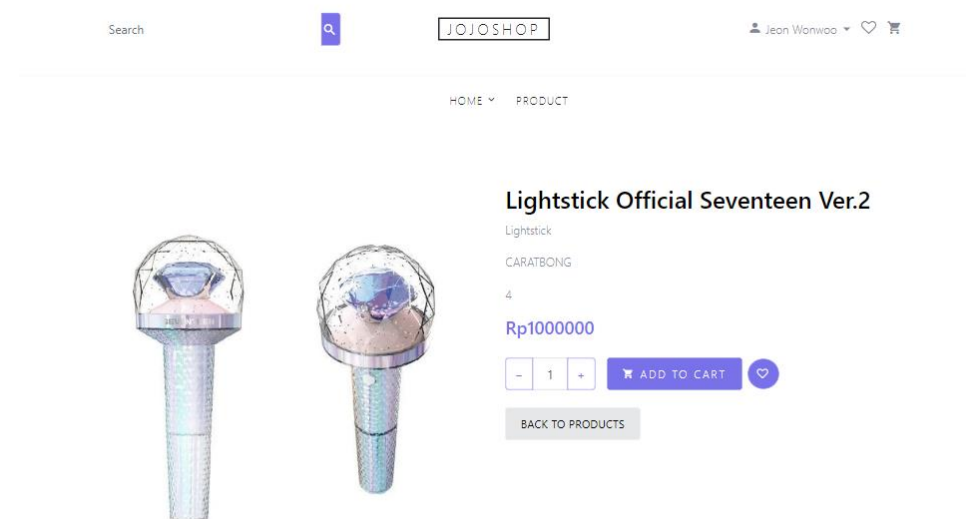 Search
JOJOSHOP
Jeon Wonwoo
HOME
PRODUCT
Lightstick Official Seventeen Ver.2
Lightstick
CARATBONG
4
Rp1000000
- 1 +
ADD TO CART
BACK TO PRODUCTS